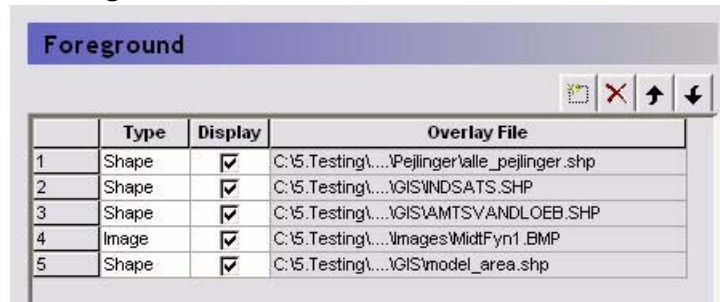 Foreground
Type Display Overlay File
1 Shape C:\5.Testing\....\Pejlinger\alle_pejlinger.shp
2 Shape C:\5.Testing\....\GIS\INDSATS.SHP
3 Shape C:\5.Testing\....\GIS\AMTSVANDLOEB.SHP
4 Image C:\5.Testing\....\Images\MidtFyn1.BMP
5 Shape C:\5.Testing\....\GIS\model_area.shp